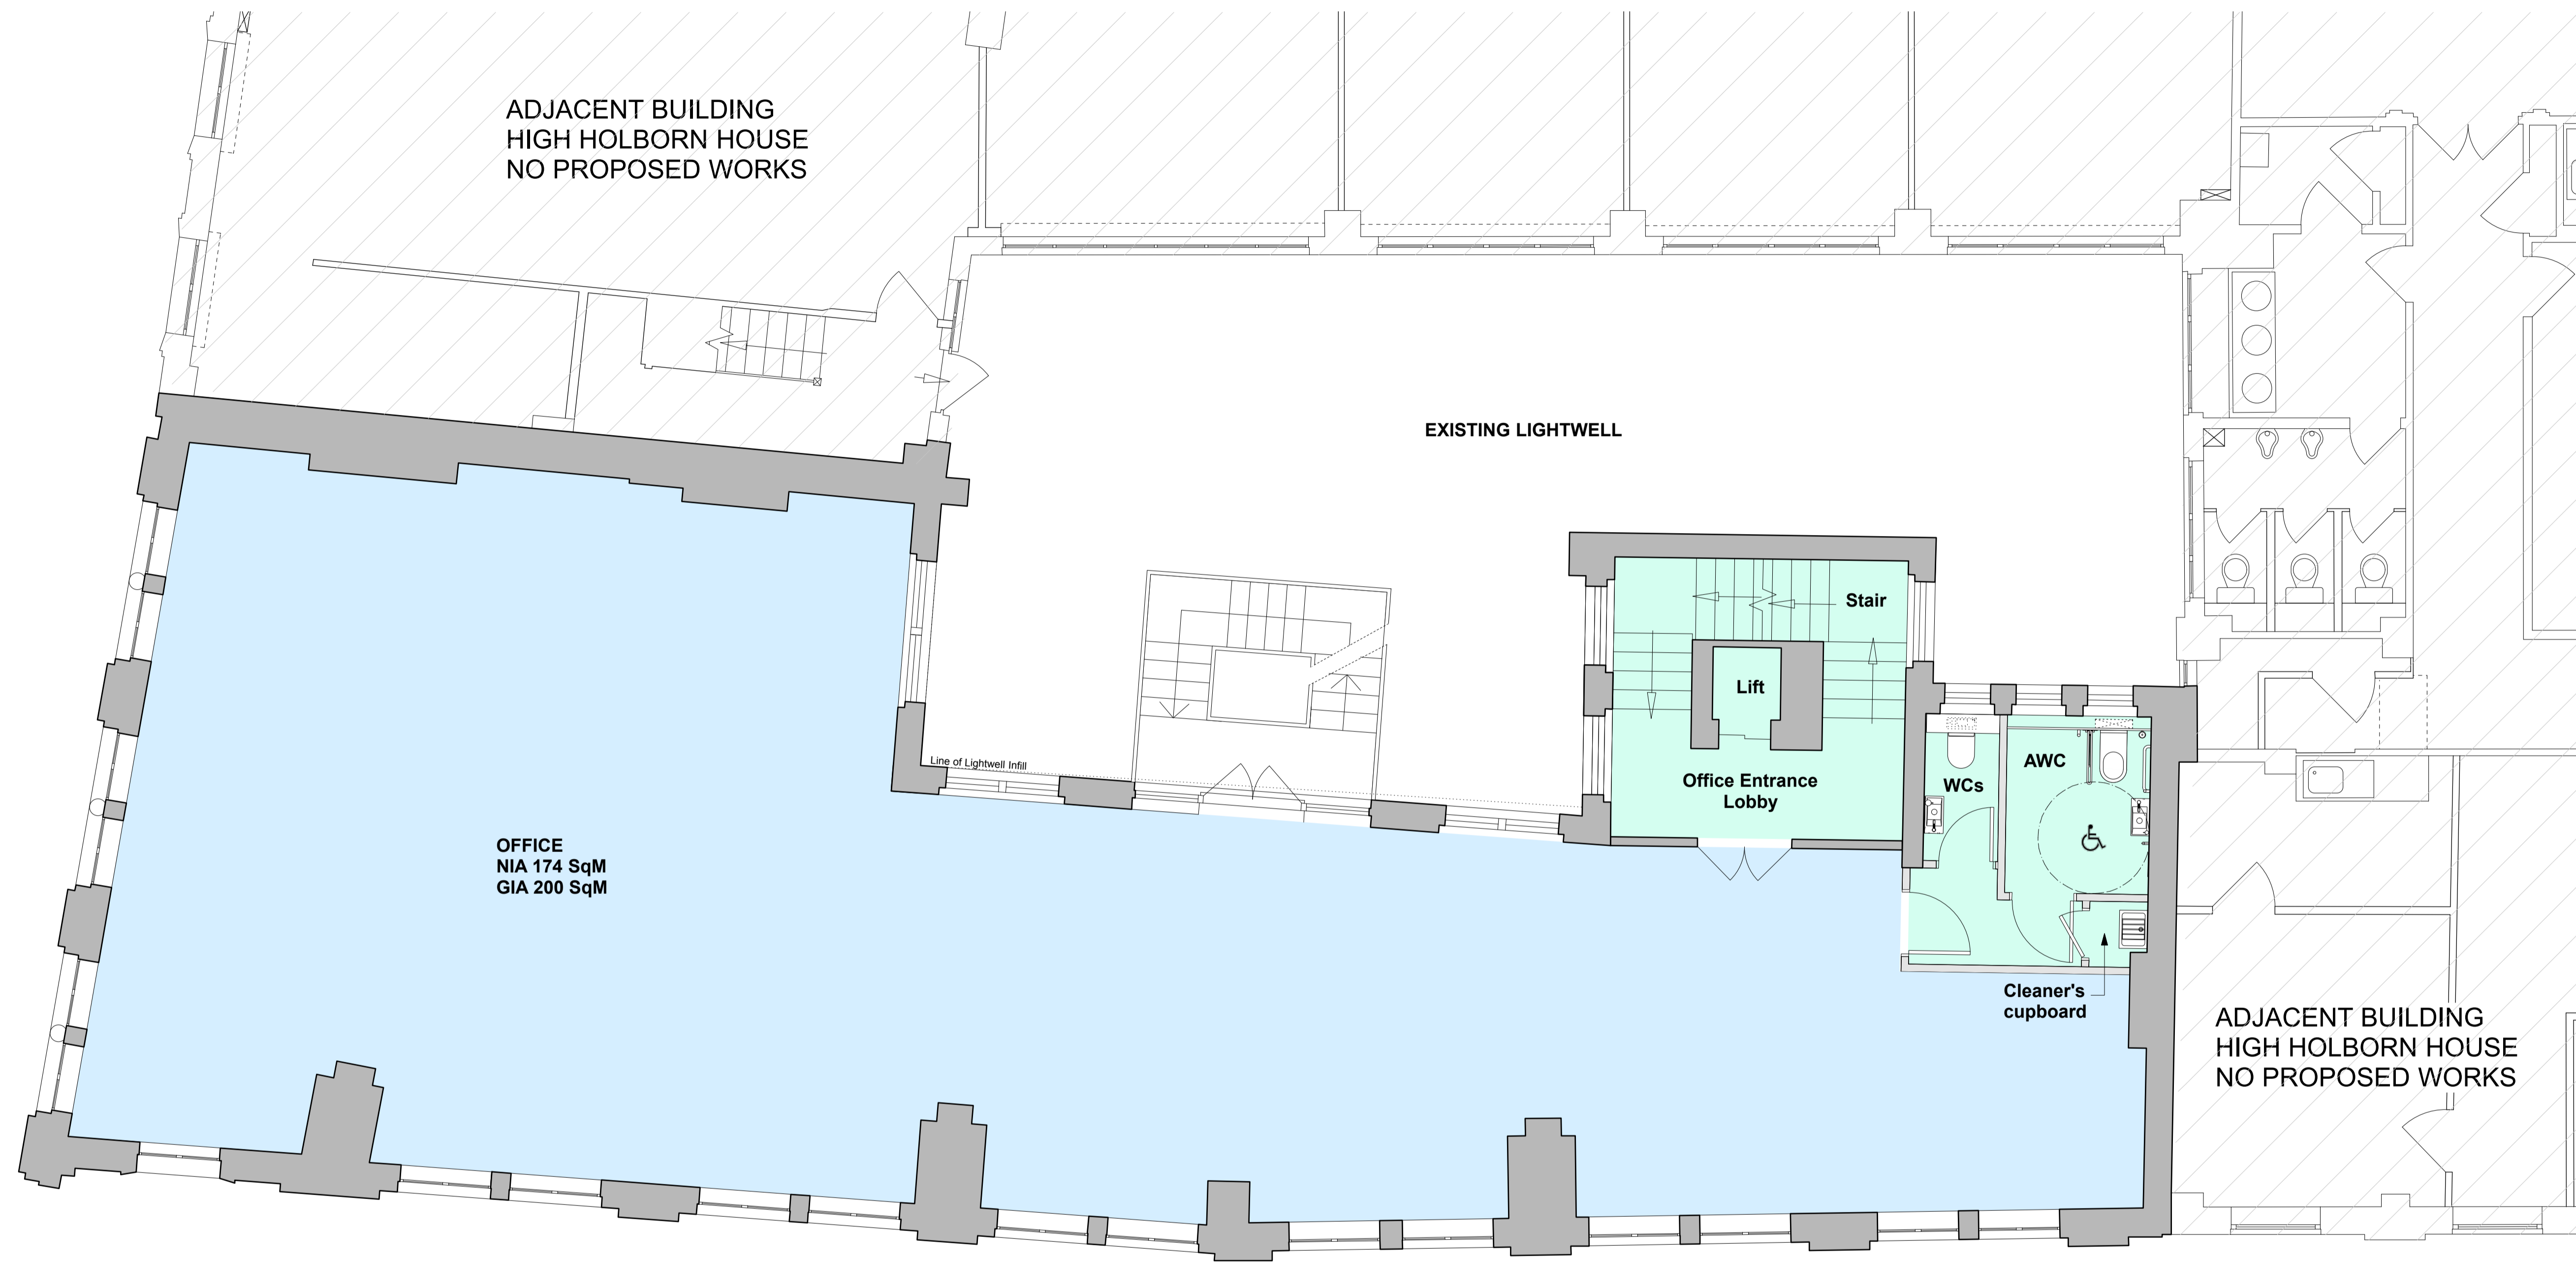 ADJACENT BUILDING
HIGH HOLBORN HOUSE
NO PROPOSED WORKS
EXISTING LIGHTWELL
Stair
Lift
Line of Lightwell Infill
AWC
WCs
Office Entrance
Lobby
OFFICE
NIA 174 SqM
GIA 200 SqM
Cleaner's
cupboard
ADJACENT BUILDING
HIGH HOLBORN HOUSE
NO PROPOSED WORKS